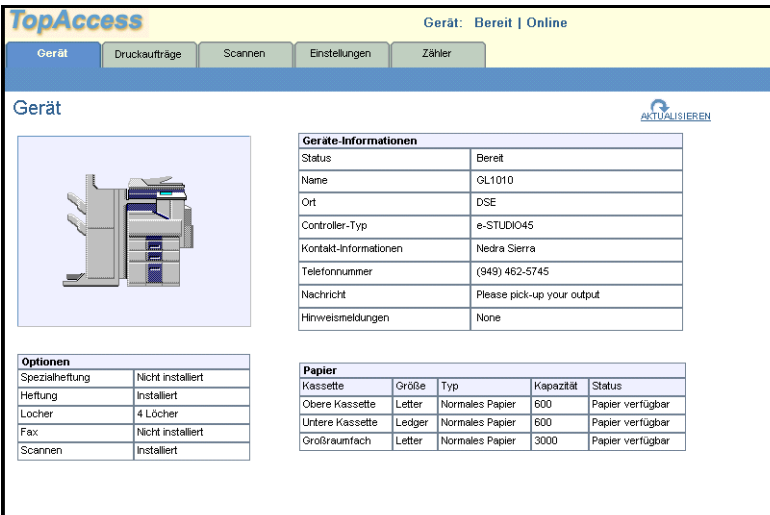 TopAccess
Gerät: Bereit | Online
Gerät Druckaufträge Scannen Einstellungen Zähler
Gerät
AKTUALISIEREN
Geräte-Informationen
Status Bereit
Name GL1010
Ort DSE
Controller-Typ e-STUDIO45
Kontakt-Informationen Nedra Sierra
Telefonnummer (949) 462-5745
Nachricht Please pick-up your output
Hinweismeldungen None
Optionen
Spezialheftung Nicht installiert
Heftung Installiert
Locher 4 Löcher
Fax Nicht installiert
Scannen Installiert
Papier
Kassette Größe Typ Kapazität Status
Obere Kassette Letter Normales Papier 600 Papier verfügbar
Untere Kassette Ledger Normales Papier 600 Papier verfügbar
Großraumfach Letter Normales Papier 3000 Papier verfügbar